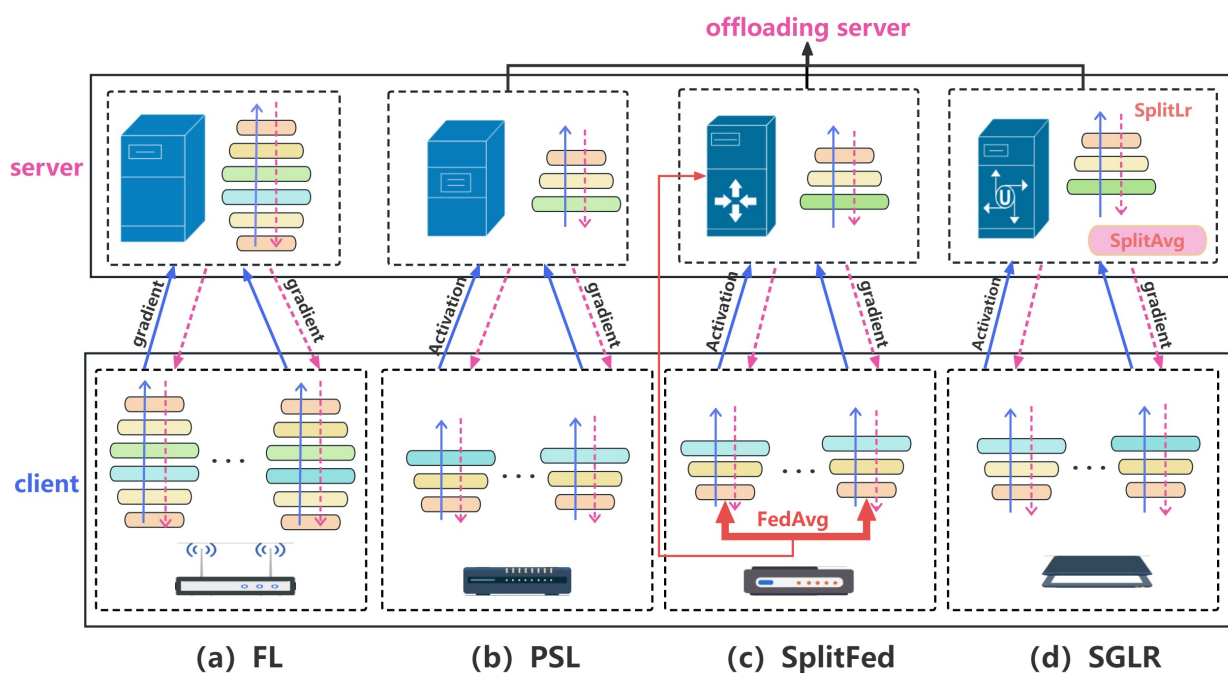 offloading server
server
SplitLr
SplitAvg
gradient
gradient
Activation
gradient
Activation
gradient
Activation
gradient
U
client
...
...
...
...
FedAvg
(a) FL
(b) PSL
(c) SplitFed
(d) SGLR